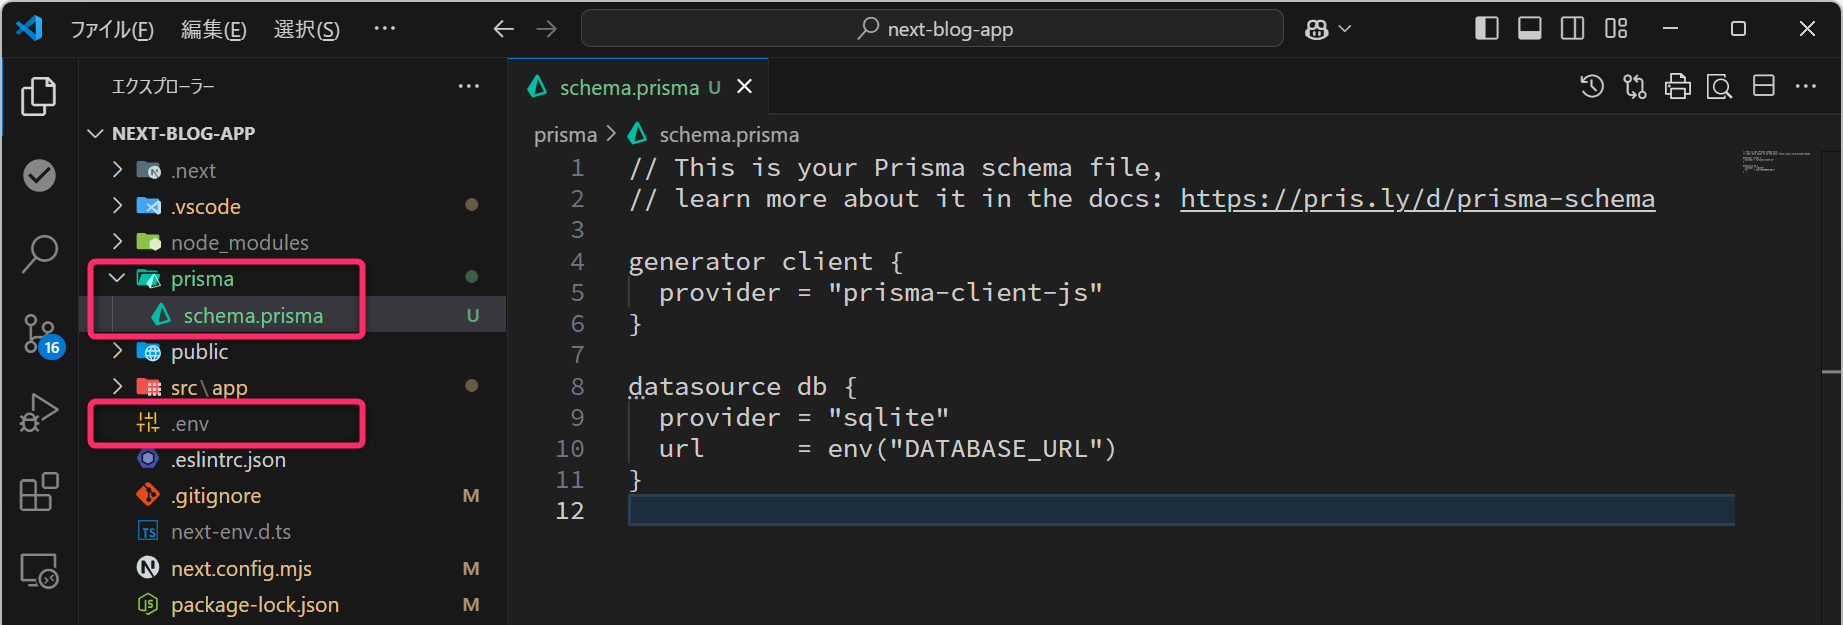 ファイル(F) 編集(E) 選択(S) ··· next-blog-app
エクスプローラー ···
NEXT-BLOG-APP
.next
.vscode
node_modules
prisma
schema.prisma U
public
src\app
.env
.eslintrc.json
.gitignore M
TS next-env.d.ts
N next.config.mjs M
JS package-lock.json M
16
schema.prisma U
prisma > schema.prisma
1 // This is your Prisma schema file,
2 // learn more about it in the docs: https://pris.ly/d/prisma-schema
3
4 generator client {
5 provider = "prisma-client-js"
6 }
7
8 datasource db {
9 provider = "sqlite"
10 url      = env("DATABASE_URL")
11 }
12